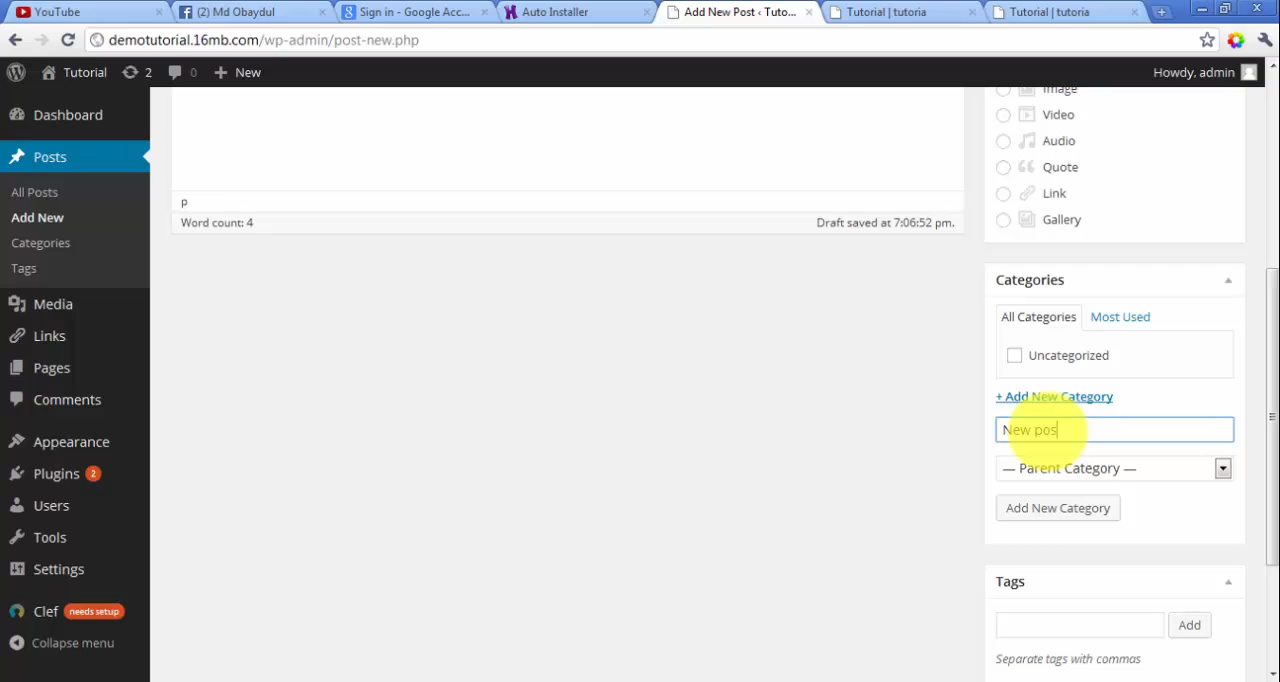 YouTube
(2) Md Obaydul
Sign in - Google Acc...
Auto Installer
Add New Post ‹ Tuto...
Tutorial | tutoria
Tutorial | tutoria
demotutorial.16mb.com/wp-admin/post-new.php
Tutorial
2
0
New
Howdy, admin
Dashboard
Posts
All Posts
Add New
Categories
Tags
Media
Links
Pages
Comments
Appearance
Plugins 2
Users
Tools
Settings
Clef needs setup
Collapse menu
p
Word count: 4
Draft saved at 7:06:52 pm.
Image
Video
Audio
Quote
Link
Gallery
Categories
All Categories
Most Used
Uncategorized
+ Add New Category
New pos
— Parent Category —
Add New Category
Tags
Add
Separate tags with commas